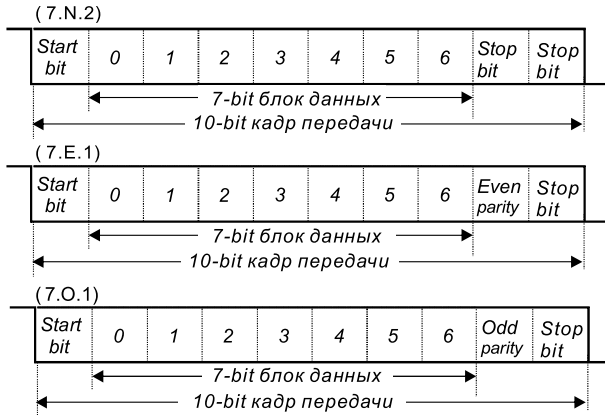 (7.N.2)
Start bit 0 1 2 3 4 5 6 Stop bit Stop bit
7-bit блок данных
10-bit кадр передачи
(7.E.1)
Start bit 0 1 2 3 4 5 6 Even parity Stop bit
7-bit блок данных
10-bit кадр передачи
(7.O.1)
Start bit 0 1 2 3 4 5 6 Odd parity Stop bit
7-bit блок данных
10-bit кадр передачи